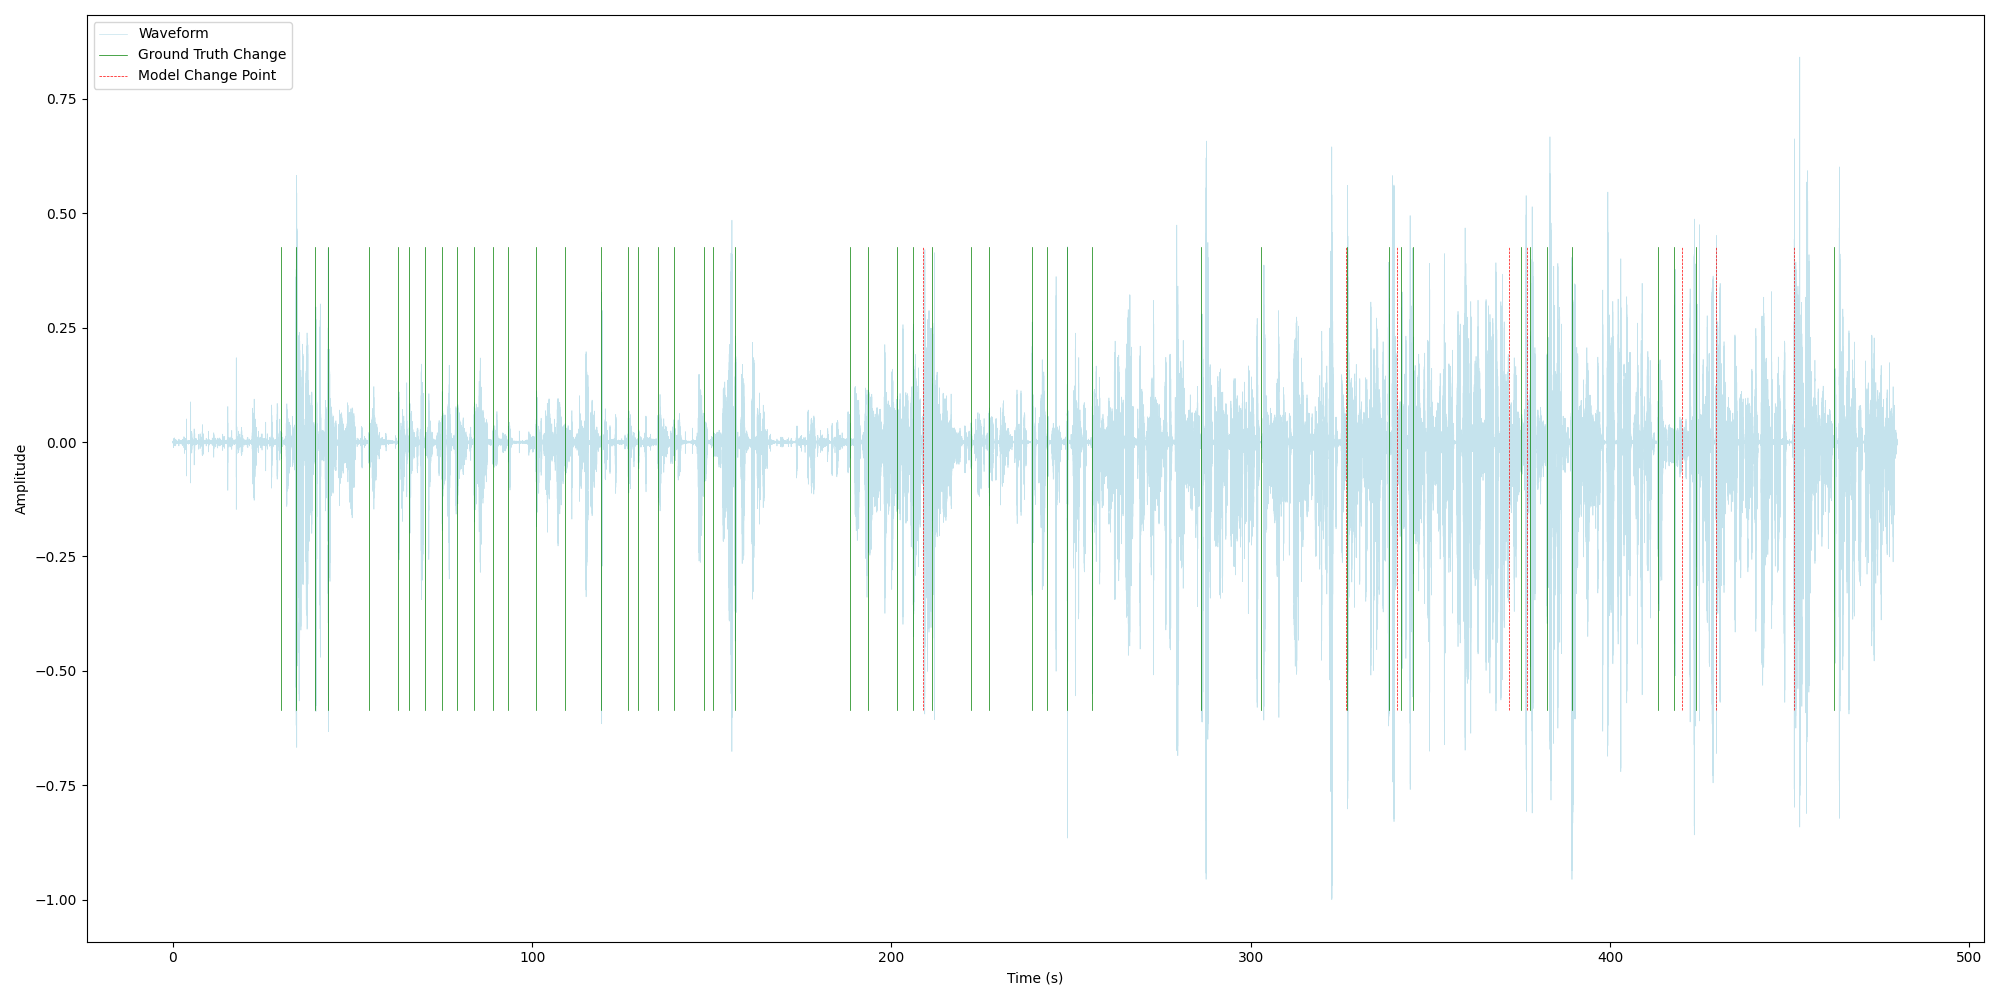 Waveform
Ground Truth Change
Model Change Point
0.75
0.50
0.25
0.00
−0.25
−0.50
−0.75
−1.00
Amplitude
0 100 200 300 400 500
Time (s)